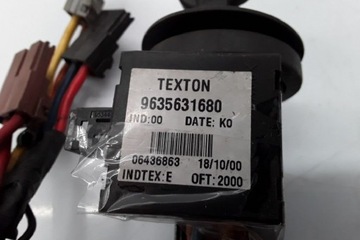 TEXTON
9635631680
IND:00 DATE: K0
06436863 18/10/00
INDTEX:E OFT: 2000